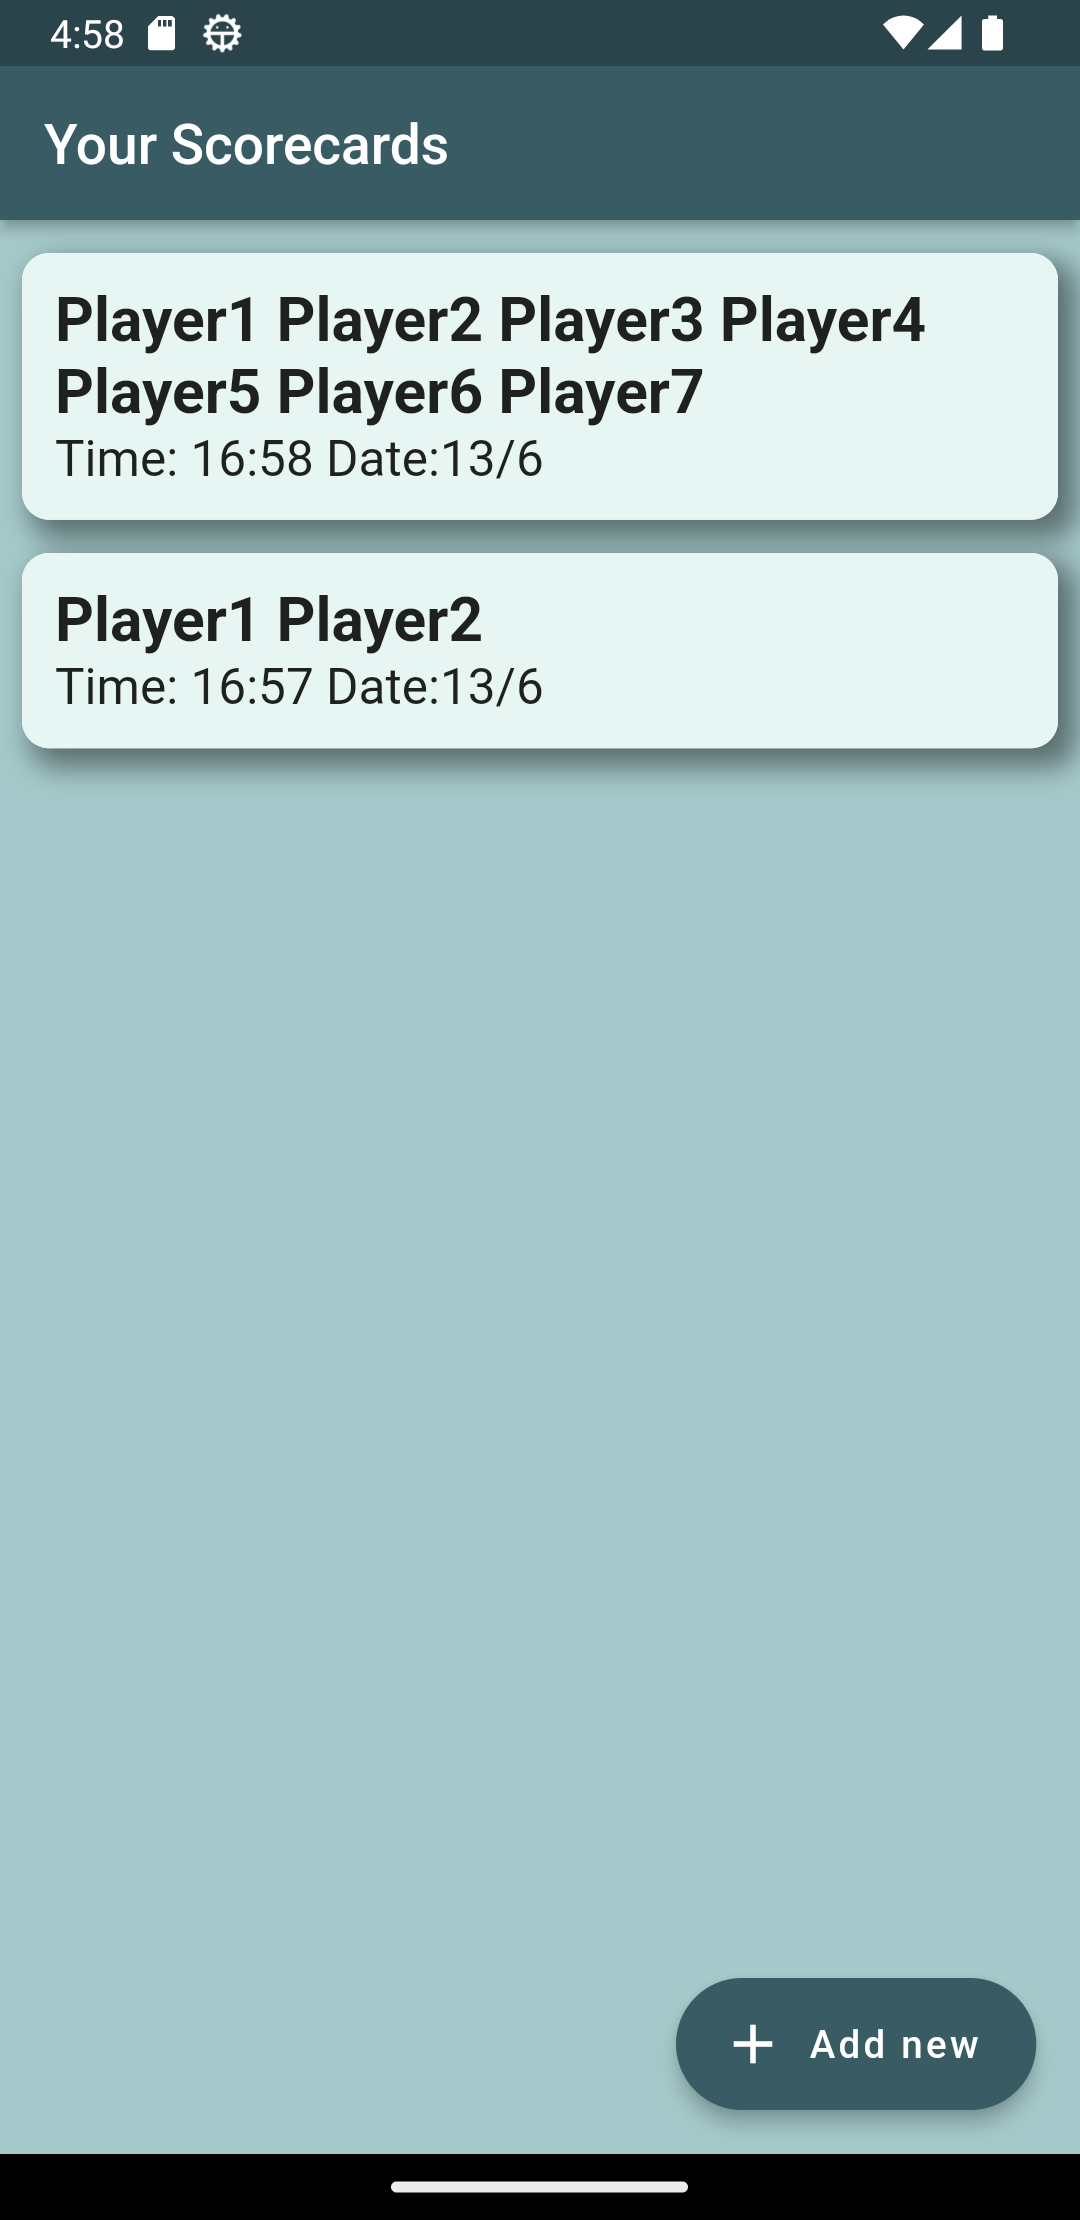 4:58
Your Scorecards
Player1 Player2 Player3 Player4
Player5 Player6 Player7
Time: 16:58 Date:13/6
Player1 Player2
Time: 16:57 Date:13/6
Add new